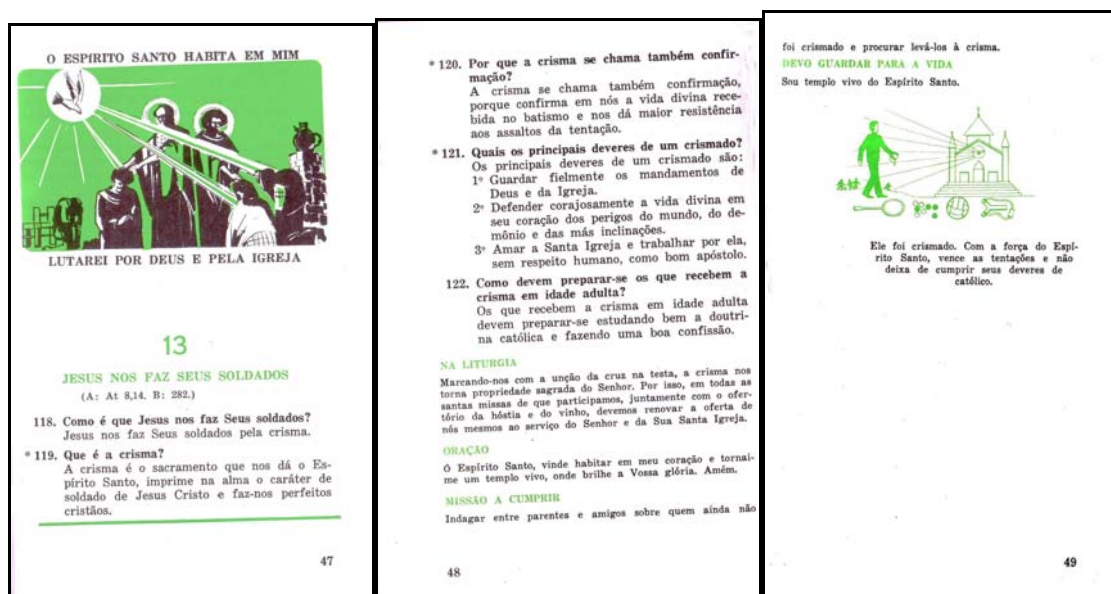 O ESPIRITO SANTO HABITA EM MIM
LUTAREI POR DEUS E PELA IGREJA
13
JESUS NOS FAZ SEUS SOLDADOS
(A: At 8,14. B: 282.)
118. Como é que Jesus nos faz Seus soldados?
Jesus nos faz Seus soldados pela crisma.
* 119. Que é a crisma?
A crisma é o sacramento que nos dá o Es-
pírito Santo, imprime na alma o caráter de
soldado de Jesus Cristo e faz-nos perfeitos
cristãos.
47
* 120. Por que a crisma se chama também confir-
mação?
A crisma se chama também confirmação,
porque confirma em nós a vida divina rece-
bida no batismo e nos dá maior resistência
aos assaltos da tentação.
* 121. Quais os principais deveres de um crismado?
Os principais deveres de um crismado são:
1º Guardar fielmente os mandamentos de
Deus e da Igreja.
2º Defender corajosamente a vida divina em
seu coração dos perigos do mundo, do de-
mônio e das más inclinações.
3º Amar a Santa Igreja e trabalhar por ela,
sem respeito humano, como bom apóstolo.
122. Como devem preparar-se os que recebem a
crisma em idade adulta?
Os que recebem a crisma em idade adulta
devem preparar-se estudando bem a doutri-
na católica e fazendo uma boa confissão.
NA LITURGIA
Marcando-nos com a unção da cruz na testa, a crisma nos
torna propriedade sagrada do Senhor. Por isso, em todas as
santas missas de que participamos, juntamente com o ofer-
tório da hóstia e do vinho, devemos renovar a oferta de
nós mesmos ao serviço do Senhor e da Sua Santa Igreja.
ORAÇÃO
Ó Espírito Santo, vinde habitar em meu coração e tornai-
me um templo vivo, onde brilhe a Vossa glória. Amém.
MISSÃO A CUMPRIR
Indagar entre parentes e amigos sobre quem ainda não
48
foi crismado e procurar levá-los à crisma.
DEVO GUARDAR PARA A VIDA
Sou templo vivo do Espírito Santo.
Ele foi crismado. Com a força do Espí-
rito Santo, vence as tentações e não
deixa de cumprir seus deveres de
católico.
49